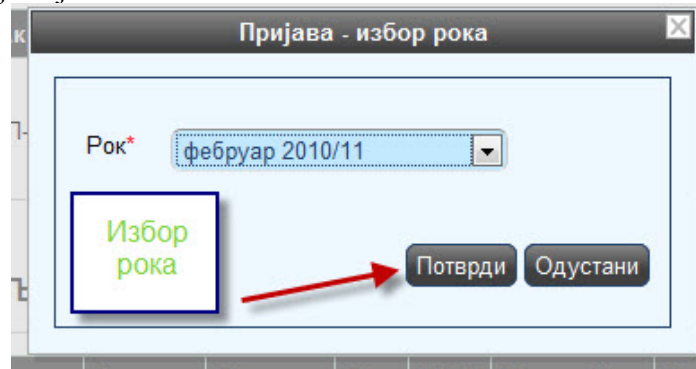 Пријава - избор рока
Рок*
фебруар 2010/11
Избор
рока
Потврди Одустани